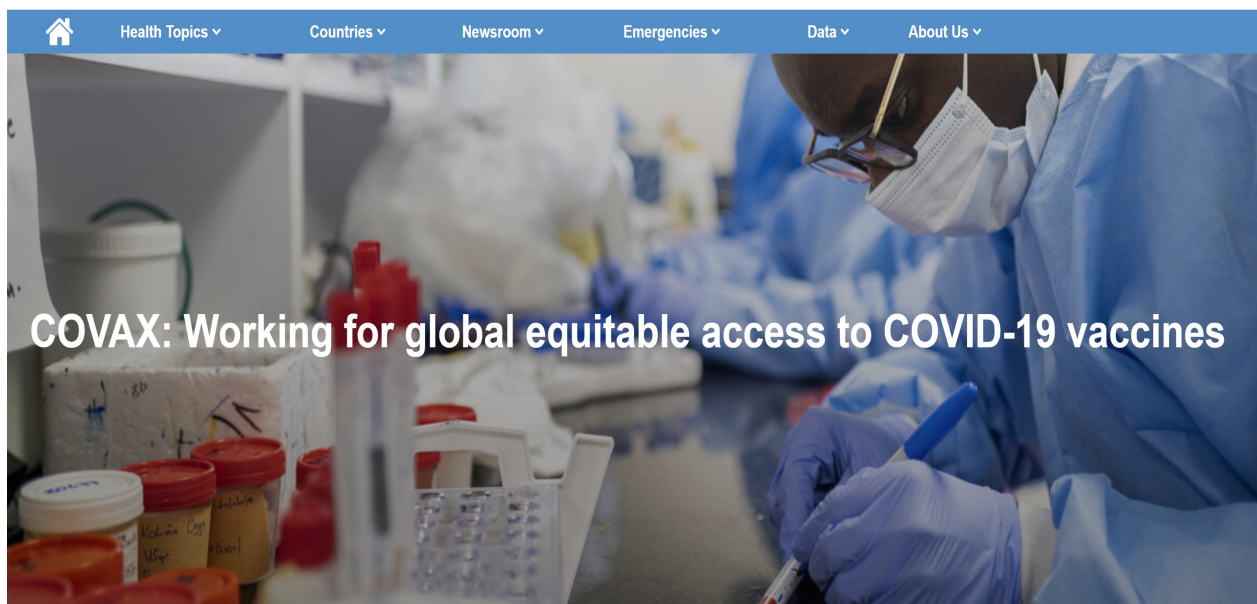 Health Topics
Countries
Newsroom
Emergencies
Data
About Us
COVAX: Working for global equitable access to COVID-19 vaccines